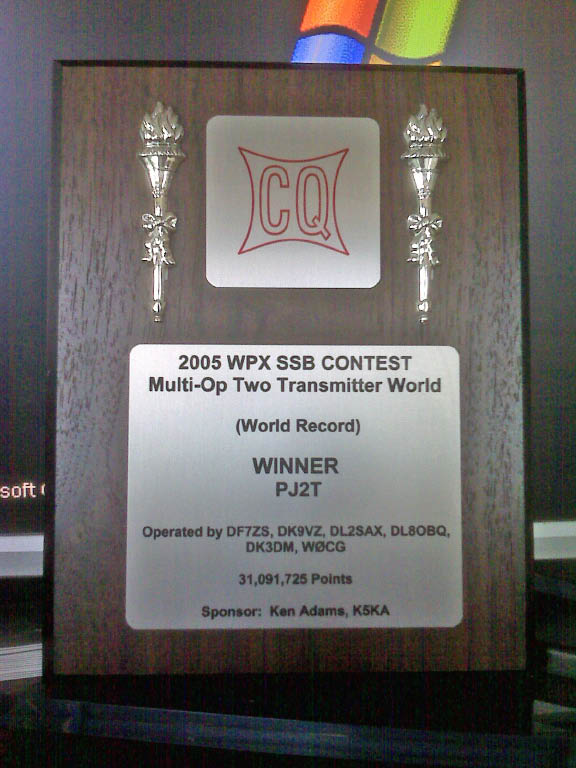 CQ
2005 WPX SSB CONTEST
Multi-Op Two Transmitter World
(World Record)
WINNER
PJ2T
Operated by DF7ZS, DK9VZ, DL2SAX, DL8OBQ,
DK3DM, WØCG
31,091,725 Points
Sponsor: Ken Adams, K5KA
soft